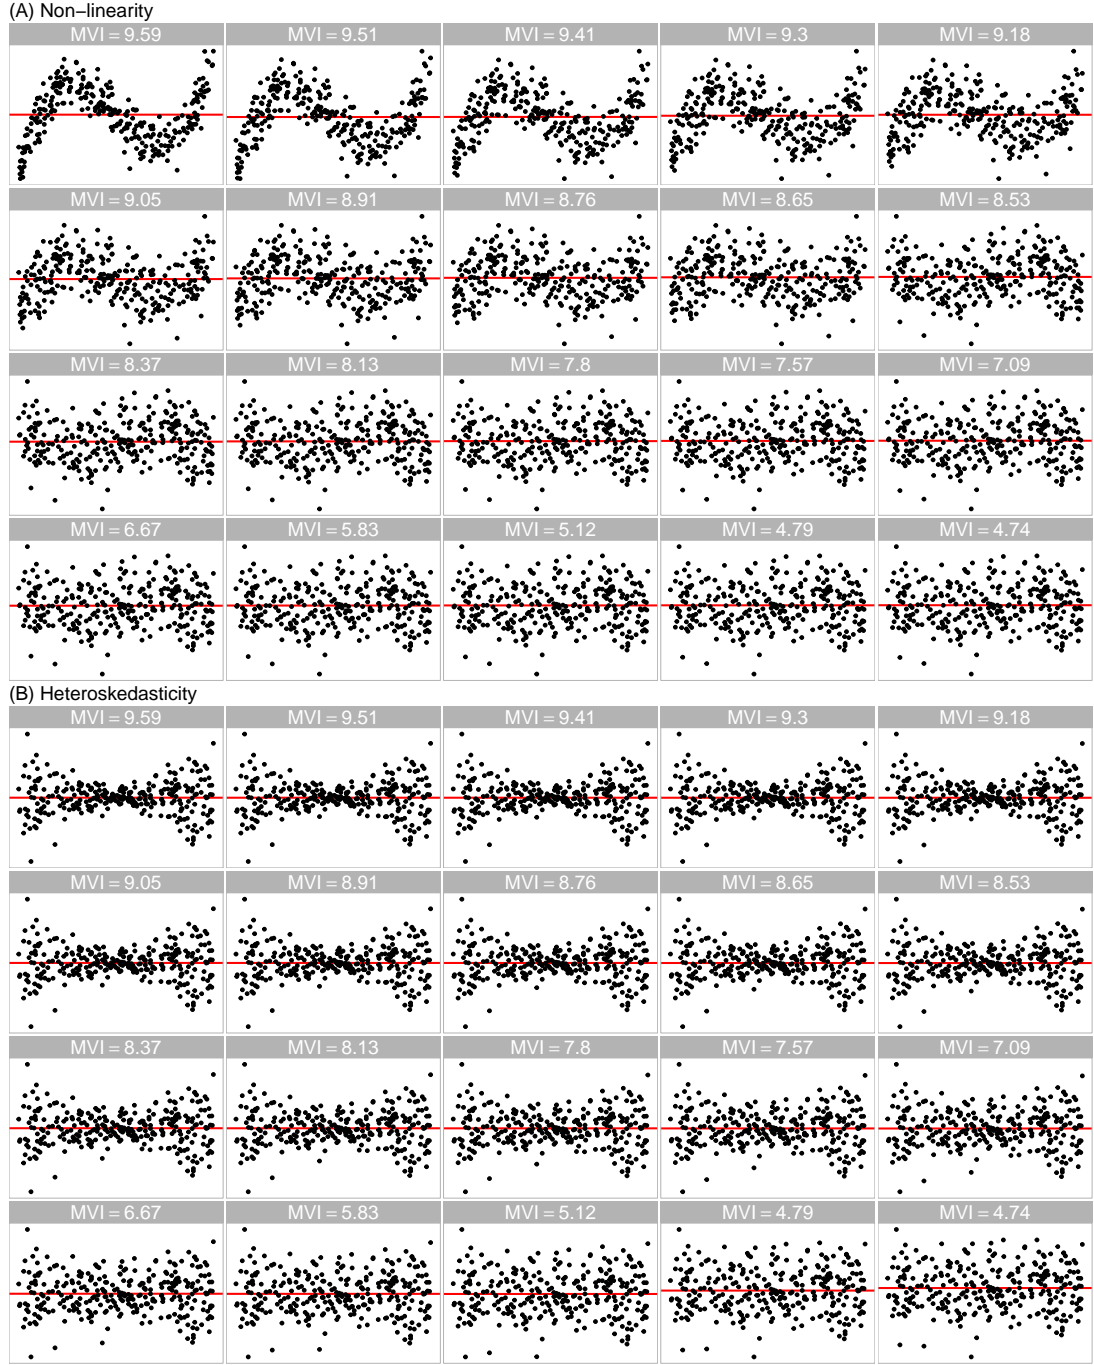 (A) Non−linearity
MVI = 9.59 MVI = 9.51 MVI = 9.41 MVI = 9.3 MVI = 9.18
MVI = 9.05 MVI = 8.91 MVI = 8.76 MVI = 8.65 MVI = 8.53
MVI = 8.37 MVI = 8.13 MVI = 7.8 MVI = 7.57 MVI = 7.09
MVI = 6.67 MVI = 5.83 MVI = 5.12 MVI = 4.79 MVI = 4.74
(B) Heteroskedasticity
MVI = 9.59 MVI = 9.51 MVI = 9.41 MVI = 9.3 MVI = 9.18
MVI = 9.05 MVI = 8.91 MVI = 8.76 MVI = 8.65 MVI = 8.53
MVI = 8.37 MVI = 8.13 MVI = 7.8 MVI = 7.57 MVI = 7.09
MVI = 6.67 MVI = 5.83 MVI = 5.12 MVI = 4.79 MVI = 4.74